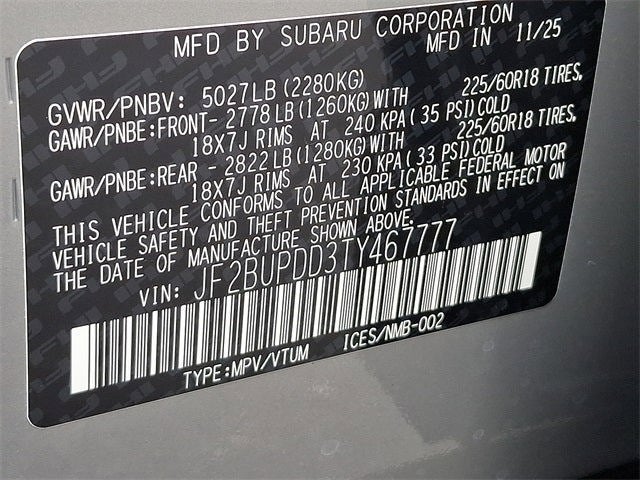 MFD BY SUBARU CORPORATION
MFD IN 11/25
GVWR/PNBV: 5027LB(2280KG)
GAWR/PNBE:FRONT- 2778 LB(1260KG)WITH 225/60R18 TIRES,
18X7J RIMS AT 240 KPA(35 PSI)COLD
GAWR/PNBE:REAR - 2822 LB(1280KG)WITH 225/60R18 TIRES,
18X7J RIMS AT 230 KPA(33 PSI)COLD
THIS VEHICLE CONFORMS TO ALL APPLICABLE FEDERAL MOTOR
VEHICLE SAFETY AND THEFT PREVENTION STANDARDS IN EFFECT ON
THE DATE OF MANUFACTURE SHOWN ABOVE.
VIN: JF2BUPDD3TY467777
TYPE:MPV/VTUM ICES/NMB-002